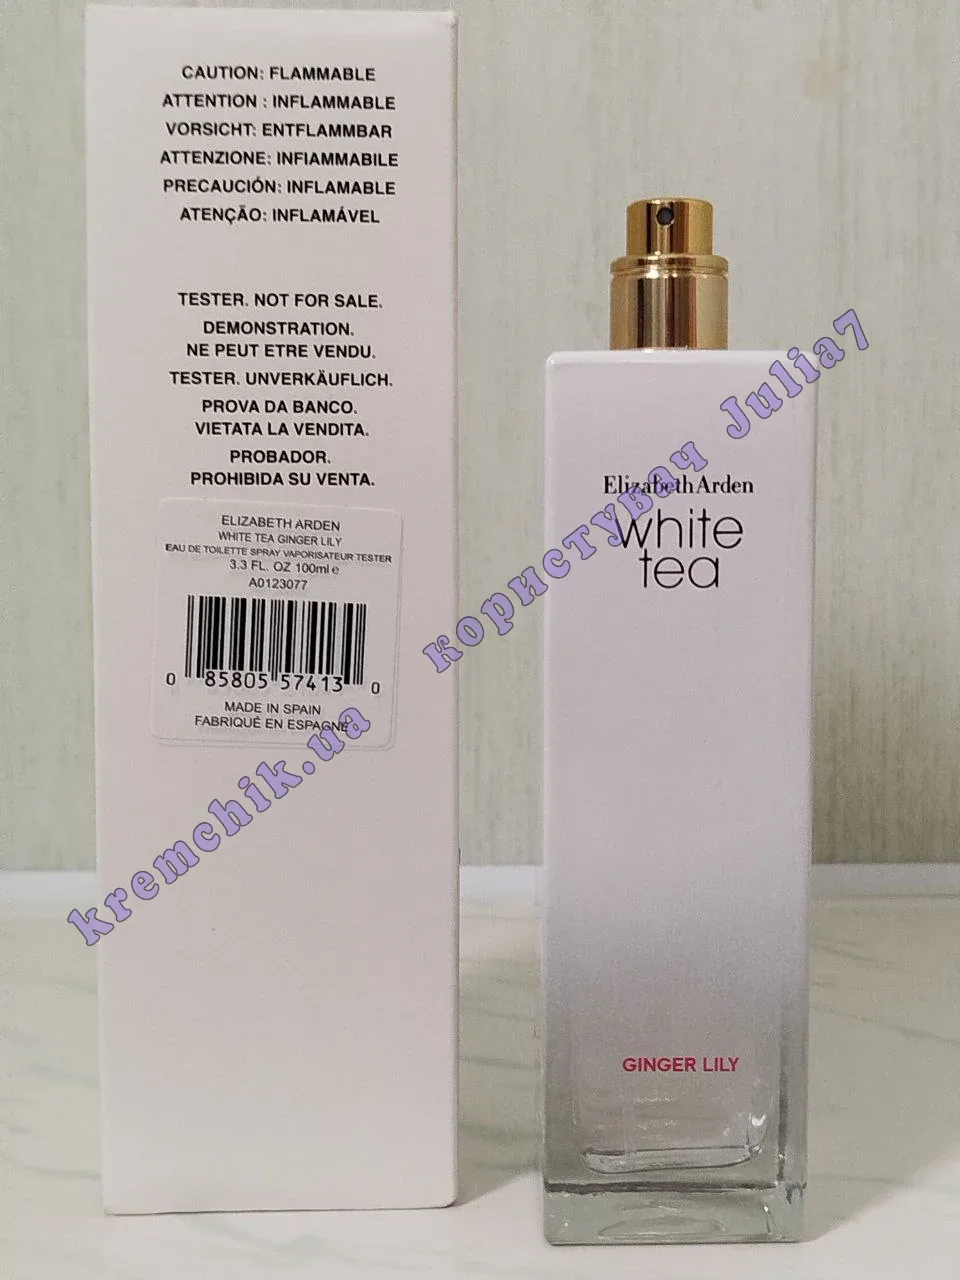 CAUTION: FLAMMABLE
ATTENTION : INFLAMMABLE
VORSICHT: ENTFLAMMBAR
ATTENZIONE: INFIAMMABILE
PRECAUCIÓN: INFLAMABLE
ATENÇÃO: INFLAMÁVEL
TESTER. NOT FOR SALE.
DEMONSTRATION.
NE PEUT ETRE VENDU.
TESTER. UNVERKÄUFLICH.
PROVA DA BANCO.
VIETATA LA VENDITA.
PROBADOR.
PROHIBIDA SU VENTA.
ELIZABETH ARDEN
WHITE TEA GINGER LILY
EAU DE TOILETTE SPRAY VAPORISATEUR TESTER
3.3 FL. OZ 100ml e
A0123077
0 85805 57413 0
MADE IN SPAIN
FABRIQUÉ EN ESPAGNE
Elizabeth Arden
white
tea
GINGER LILY
kremchik.ua користувач Julia7